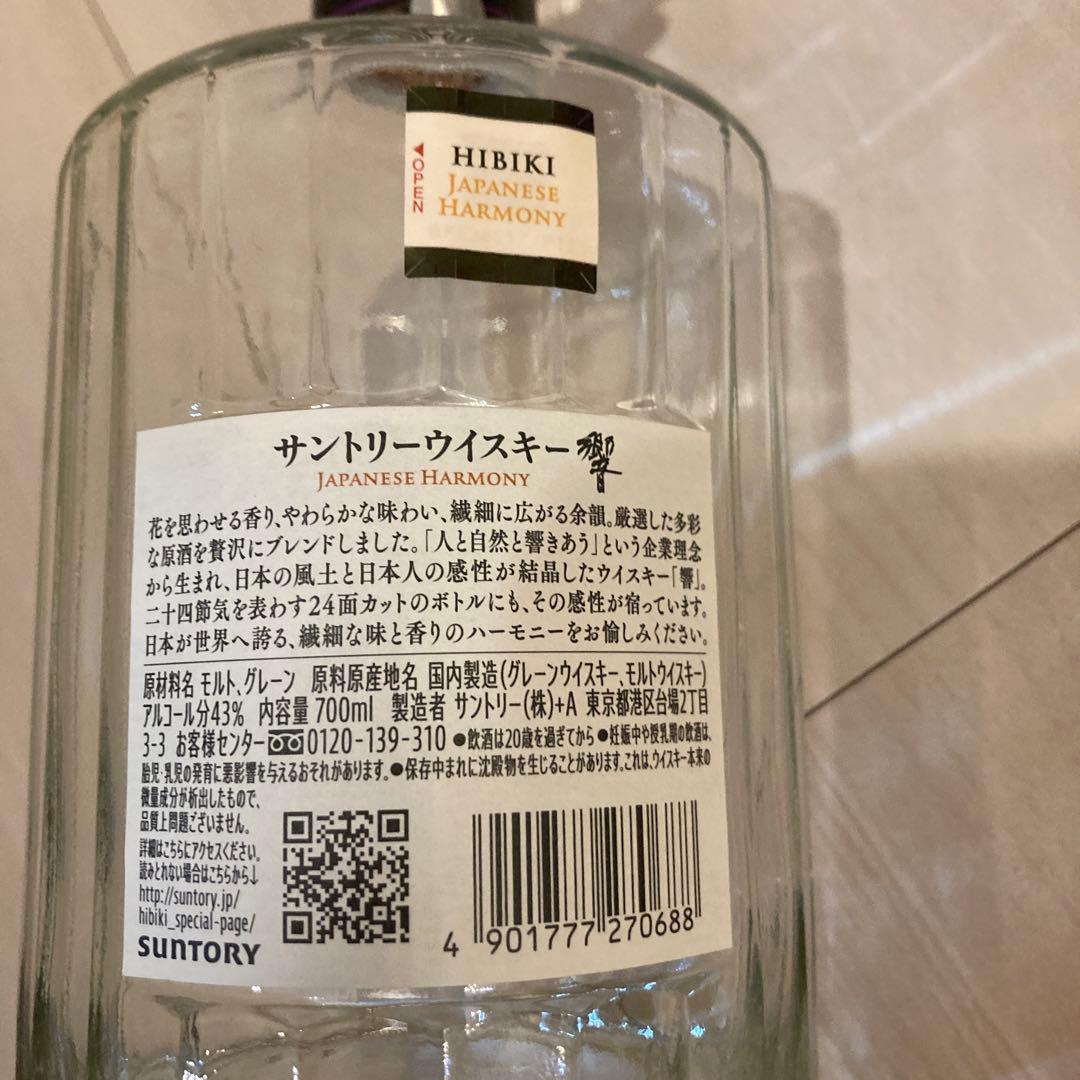 ◀OPEN
HIBIKI
JAPANESE
HARMONY
サントリーウイスキー響
JAPANESE HARMONY
花を思わせる香り、やわらかな味わい、繊細に広がる余韻。厳選した多彩
な原酒を贅沢にブレンドしました。「人と自然と響きあう」という企業理念
から生まれ、日本の風土と日本人の感性が結晶したウイスキー「響」。
二十四節気を表わす24面カットのボトルにも、その感性が宿っています。
日本が世界へ誇る、繊細な味と香りのハーモニーをお愉しみください。
原材料名 モルト、グレーン 原料原産地名 国内製造(グレーンウイスキー、モルトウイスキー)
アルコール分43% 内容量700ml 製造者 サントリー(株)+A 東京都港区台場2丁目
3-3 お客様センター 0120-139-310 ●飲酒は20歳を過ぎてから ●妊娠中や授乳期の飲酒は、
胎児・乳児の発育に悪影響を与えるおそれがあります。●保存中まれに沈殿物を生じることがあります。これは、ウイスキー本来の
微量成分が析出したもので、
品質上問題ございません。
詳細はこちらにアクセスください。
読みとれない場合はこちらから↓
http://suntory.jp/
hibiki_special-page/
SUNTORY
4 901777 270688